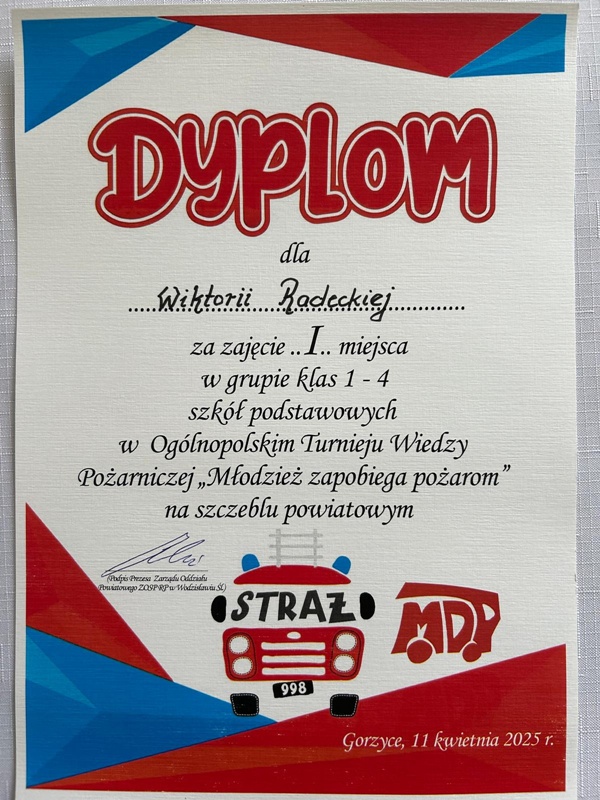 DYPLOM
dla
Wiktorii Radeckiej
za zajęcie ..I.. miejsca
w grupie klas 1 - 4
szkół podstawowych
w Ogólnopolskim Turnieju Wiedzy
Pożarniczej „Młodzież zapobiega pożarom”
na szczeblu powiatowym
(Podpis Prezesa Zarządu Oddziału
Powiatowego ZOSP RP w Wodzisławiu Śl.)
STRAŻ
MDP
998
Gorzyce, 11 kwietnia 2025 r.